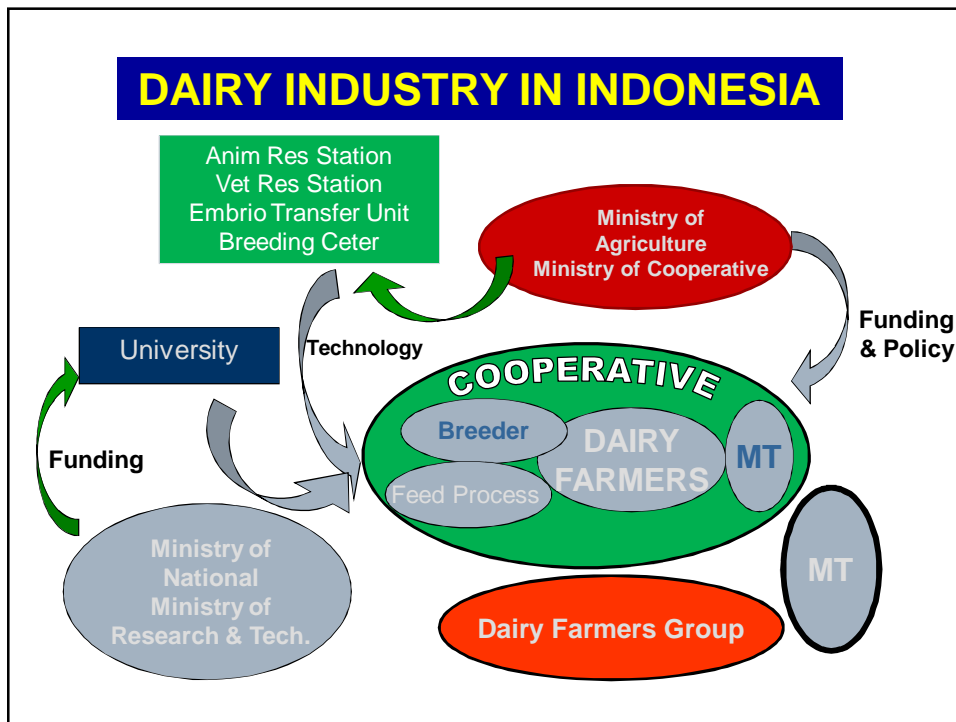 DAIRY INDUSTRY IN INDONESIA
Anim Res Station
Vet Res Station
Embrio Transfer Unit
Breeding Ceter
Ministry of
Agriculture
Ministry of Cooperative
Funding
& Policy
University
Technology
COOPERATIVE
Breeder
DAIRY
FARMERS
MT
Feed Process
Funding
Ministry of
National
Ministry of
Research & Tech.
MT
Dairy Farmers Group